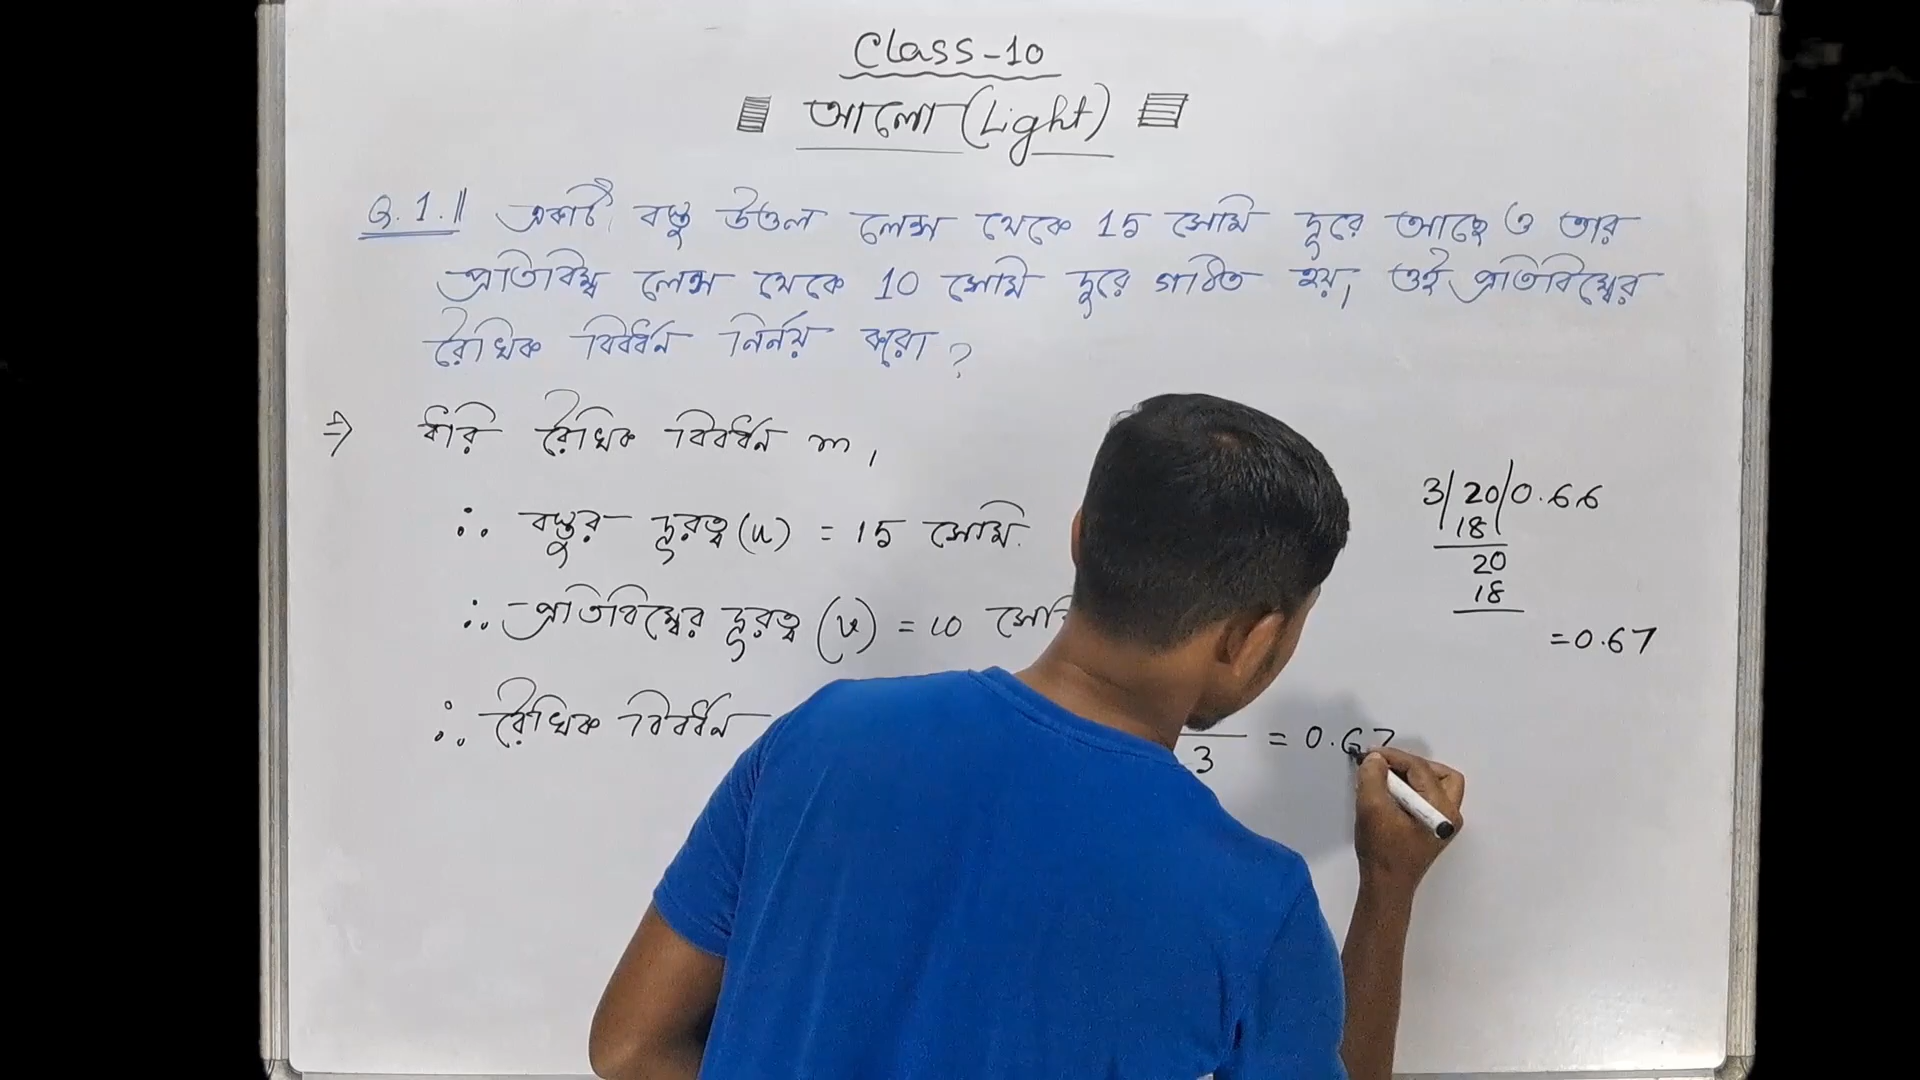 Class-10
আলো (Light)
Q.1.|| একটি বস্তু উত্তল লেন্স থেকে 15 সেমি দূরে আছে ও তার
প্রতিবিম্ব লেন্স থেকে 10 সেমি দূরে গঠিত হয়, ওই প্রতিবিম্বের
রৈখিক বিবর্ধন নির্নয় করো?
⇒ ধরি রৈখিক বিবর্ধন m,
∴ বস্তুর দূরত্ব (u) = 15 সেমি.
∴ প্রতিবিম্বের দূরত্ব (v) = 10
∴ রৈখিক বিবর্ধন
3 = 0.67
3/20/0.66
18
20
18
=0.67